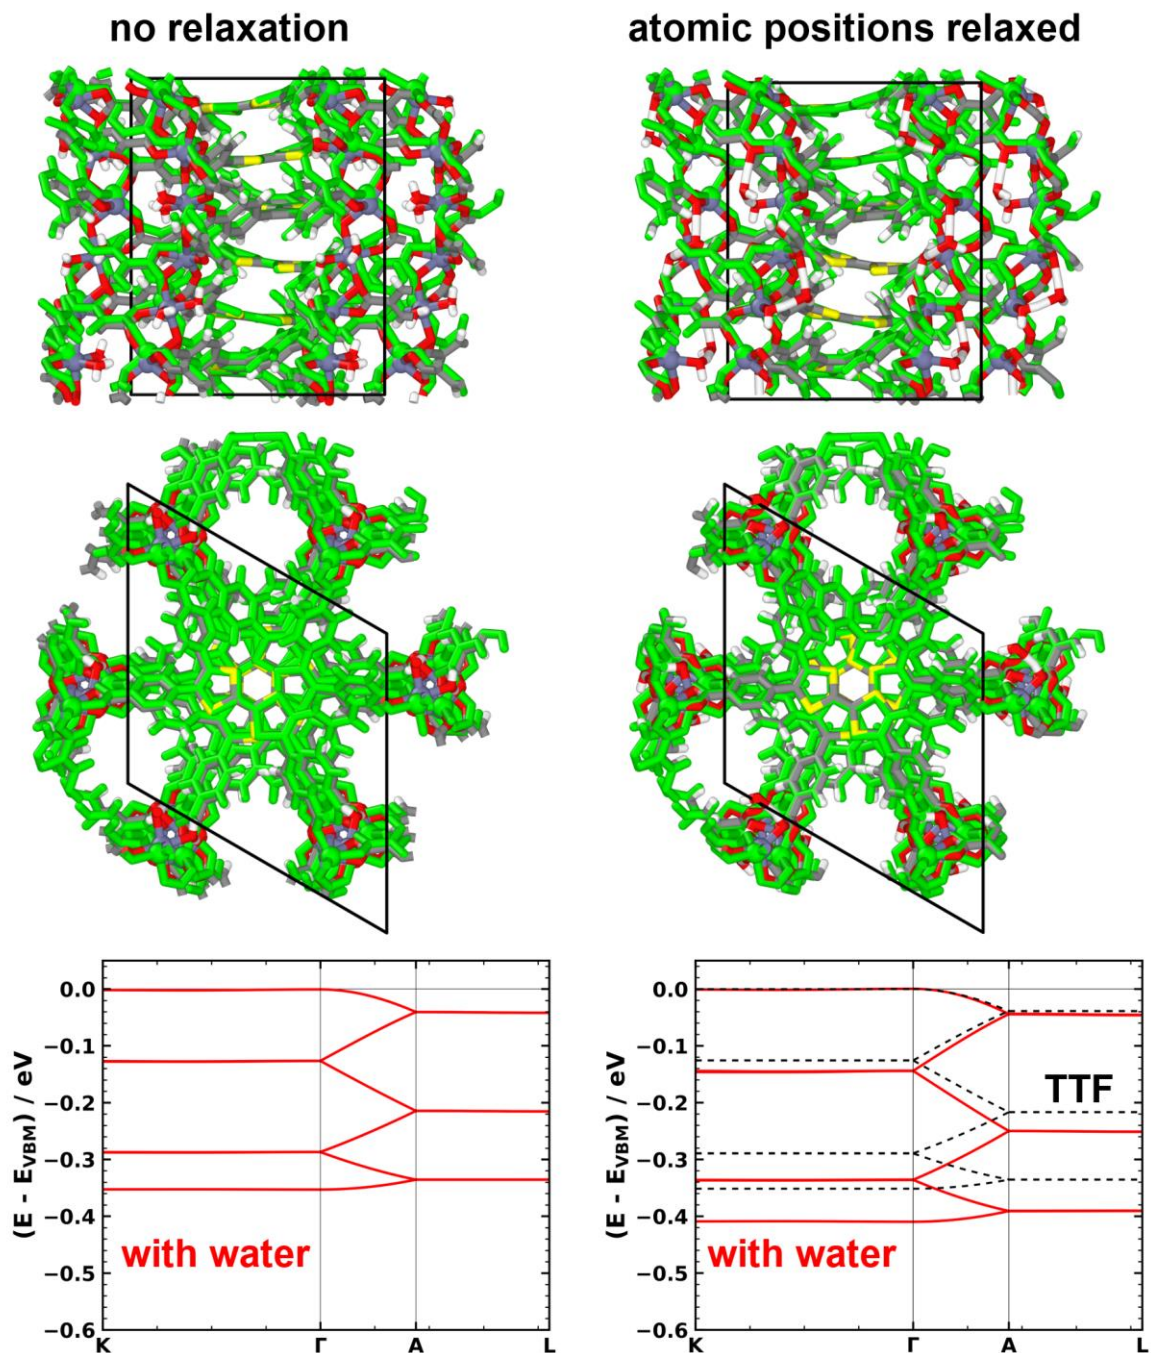 no relaxation
atomic positions relaxed
(E - E_VBM) / eV
0.0
−0.1
−0.2
−0.3
−0.4
−0.5
−0.6
with water
K Γ A L
(E - E_VBM) / eV
0.0
−0.1
−0.2
−0.3
−0.4
−0.5
−0.6
TTF
with water
K Γ A L